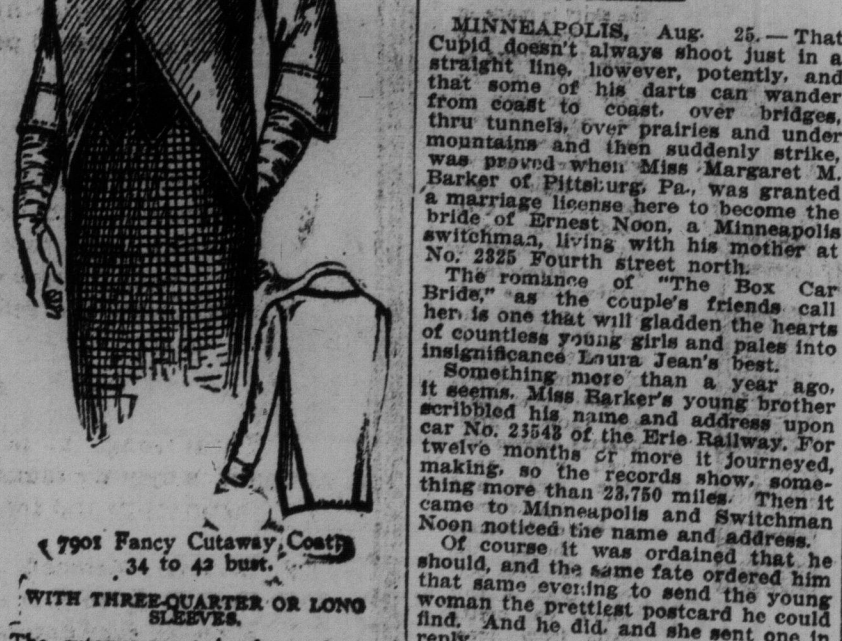 7901 Fancy Cutaway Coat,
34 to 42 bust.
WITH THREE-QUARTER OR LONG
SLEEVES.
MINNEAPOLIS, Aug. 25. — That
Cupid doesn't always shoot just in a
straight line, however, potently, and
that some of his darts can wander
from coast to coast, over bridges,
thru tunnels, over prairies and under
mountains and then suddenly strike,
was proved when Miss Margaret M.
Barker of Pittsburg, Pa., was granted
a marriage license here to become the
bride of Ernest Noon, a Minneapolis
switchman, living with his mother at
No. 2325 Fourth street north.
The romance of "The Box Car
Bride," as the couple's friends call
her, is one that will gladden the hearts
of countless young girls and pales into
insignificance Laura Jean's best.
Something more than a year ago,
it seems, Miss Barker's young brother
scribbled his name and address upon
car No. 23543 of the Erie Railway. For
twelve months or more it journeyed,
making, so the records show, some-
thing more than 23,750 miles. Then it
came to Minneapolis and Switchman
Noon noticed the name and address.
Of course it was ordained that he
should, and the same fate ordered him
that same evening to send the young
woman the prettiest postcard he could
find. And he did, and she sent one in
reply.